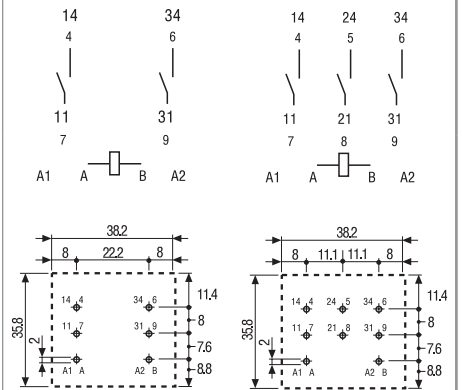 14 34
4 6
11 31
7 9
A1 A B A2
14 24 34
4 5 6
11 21 31
7 8 9
A1 A B A2
38.2
8 22.2 8
35.8
2
14 4 34 6
11 7 31 9
A1 A A2 B
11.4
8
7.6
8.8
38.2
8 11.1 11.1 8
35.8
2
14 4 24 5 34 6
11 7 21 8 31 9
A1 A A2 B
11.4
8
7.6
8.8